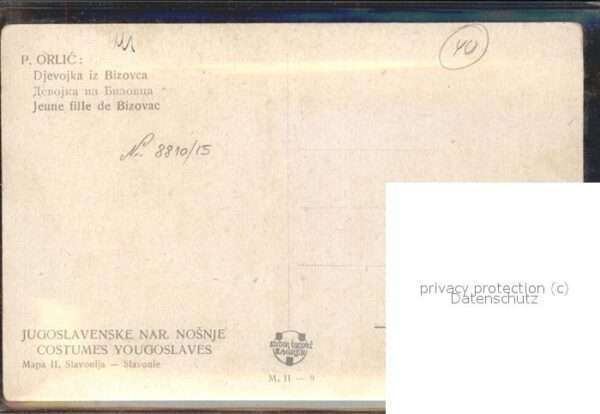 P. ORLIĆ:
Djevojka iz Bizovca
Девојка из Бизовца
Jeune fille de Bizovac
40
No. 8810/15
privacy protection (c)
Datenschutz
JUGOSLAVENSKE NAR. NOŠNJE
COSTUMES YOUGOSLAVES
Mapa II, Slavonija — Slavonie
M. II — 9